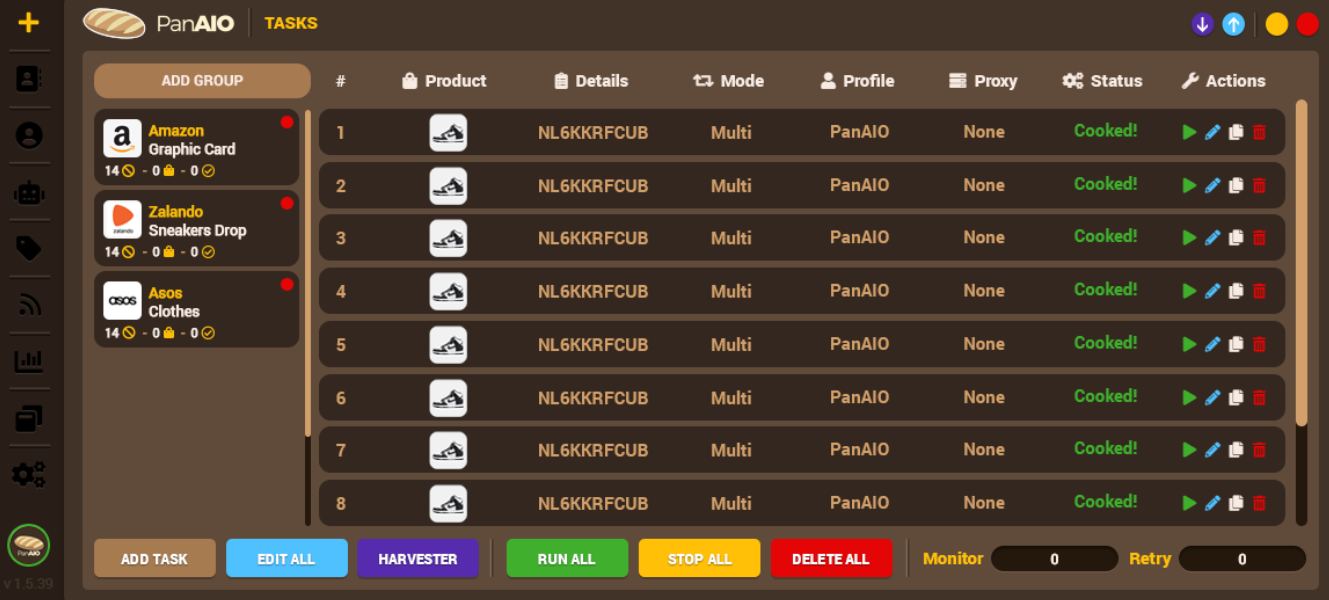 PanAIO TASKS
ADD GROUP
# Product Details Mode Profile Proxy Status Actions
a Amazon
Graphic Card
14 - 0 - 0
zalando Zalando
Sneakers Drop
14 - 0 - 0
asos Asos
Clothes
14 - 0 - 0
1 NL6KKRFCUB Multi PanAIO None Cooked!
2 NL6KKRFCUB Multi PanAIO None Cooked!
3 NL6KKRFCUB Multi PanAIO None Cooked!
4 NL6KKRFCUB Multi PanAIO None Cooked!
5 NL6KKRFCUB Multi PanAIO None Cooked!
6 NL6KKRFCUB Multi PanAIO None Cooked!
7 NL6KKRFCUB Multi PanAIO None Cooked!
8 NL6KKRFCUB Multi PanAIO None Cooked!
ADD TASK EDIT ALL HARVESTER RUN ALL STOP ALL DELETE ALL Monitor 0 Retry 0
PanAIO
v 1.5.39